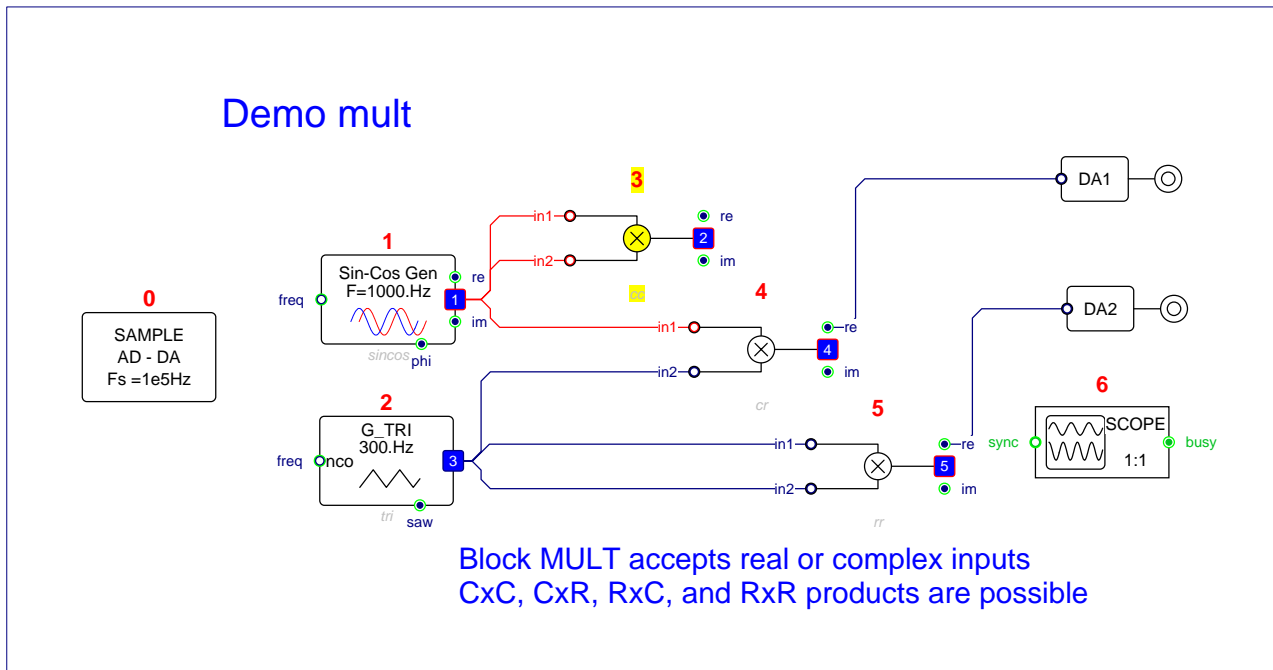 Demo mult
0
SAMPLE
AD - DA
Fs =1e5Hz
1
Sin-Cos Gen
F=1000.Hz
freq
re
1
im
sincos
phi
2
G_TRI
300.Hz
freq
nco
3
tri
saw
3
in1
in2
re
2
im
cc
4
in1
in2
re
4
im
cr
5
in1
in2
re
5
im
rr
DA1
DA2
6
sync
SCOPE
1:1
busy
Block MULT accepts real or complex inputs
CxC, CxR, RxC, and RxR products are possible